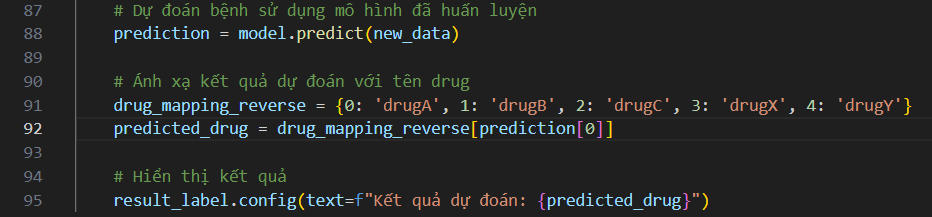 87 # Dự đoán bệnh sử dụng mô hình đã huấn luyện
88 prediction = model.predict(new_data)
89
90 # Ánh xạ kết quả dự đoán với tên drug
91 drug_mapping_reverse = {0: 'drugA', 1: 'drugB', 2: 'drugC', 3: 'drugX', 4: 'drugY'}
92 predicted_drug = drug_mapping_reverse[prediction[0]]
93
94 # Hiển thị kết quả
95 result_label.config(text=f"Kết quả dự đoán: {predicted_drug}")